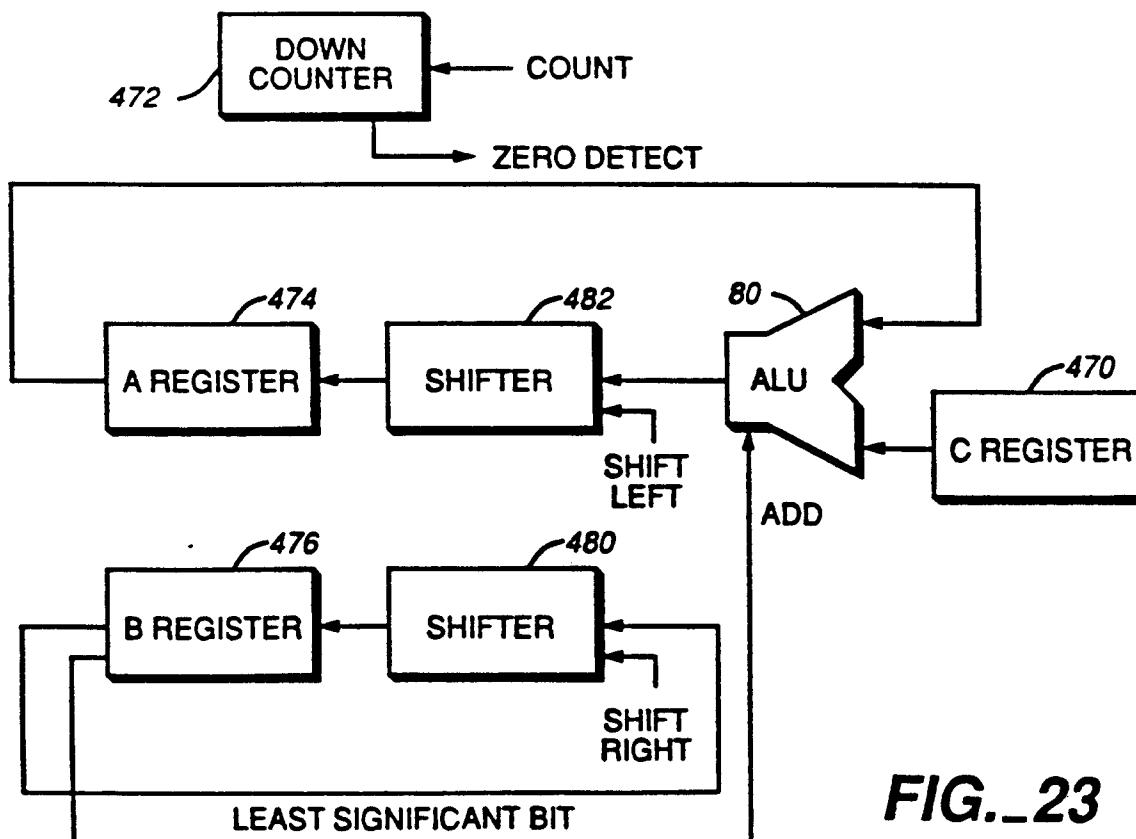 DOWN
COUNTER
COUNT
472
ZERO DETECT
474
482
80
A REGISTER
SHIFTER
ALU
470
C REGISTER
SHIFT
LEFT
ADD
476
480
B REGISTER
SHIFTER
SHIFT
RIGHT
LEAST SIGNIFICANT BIT
FIG._23